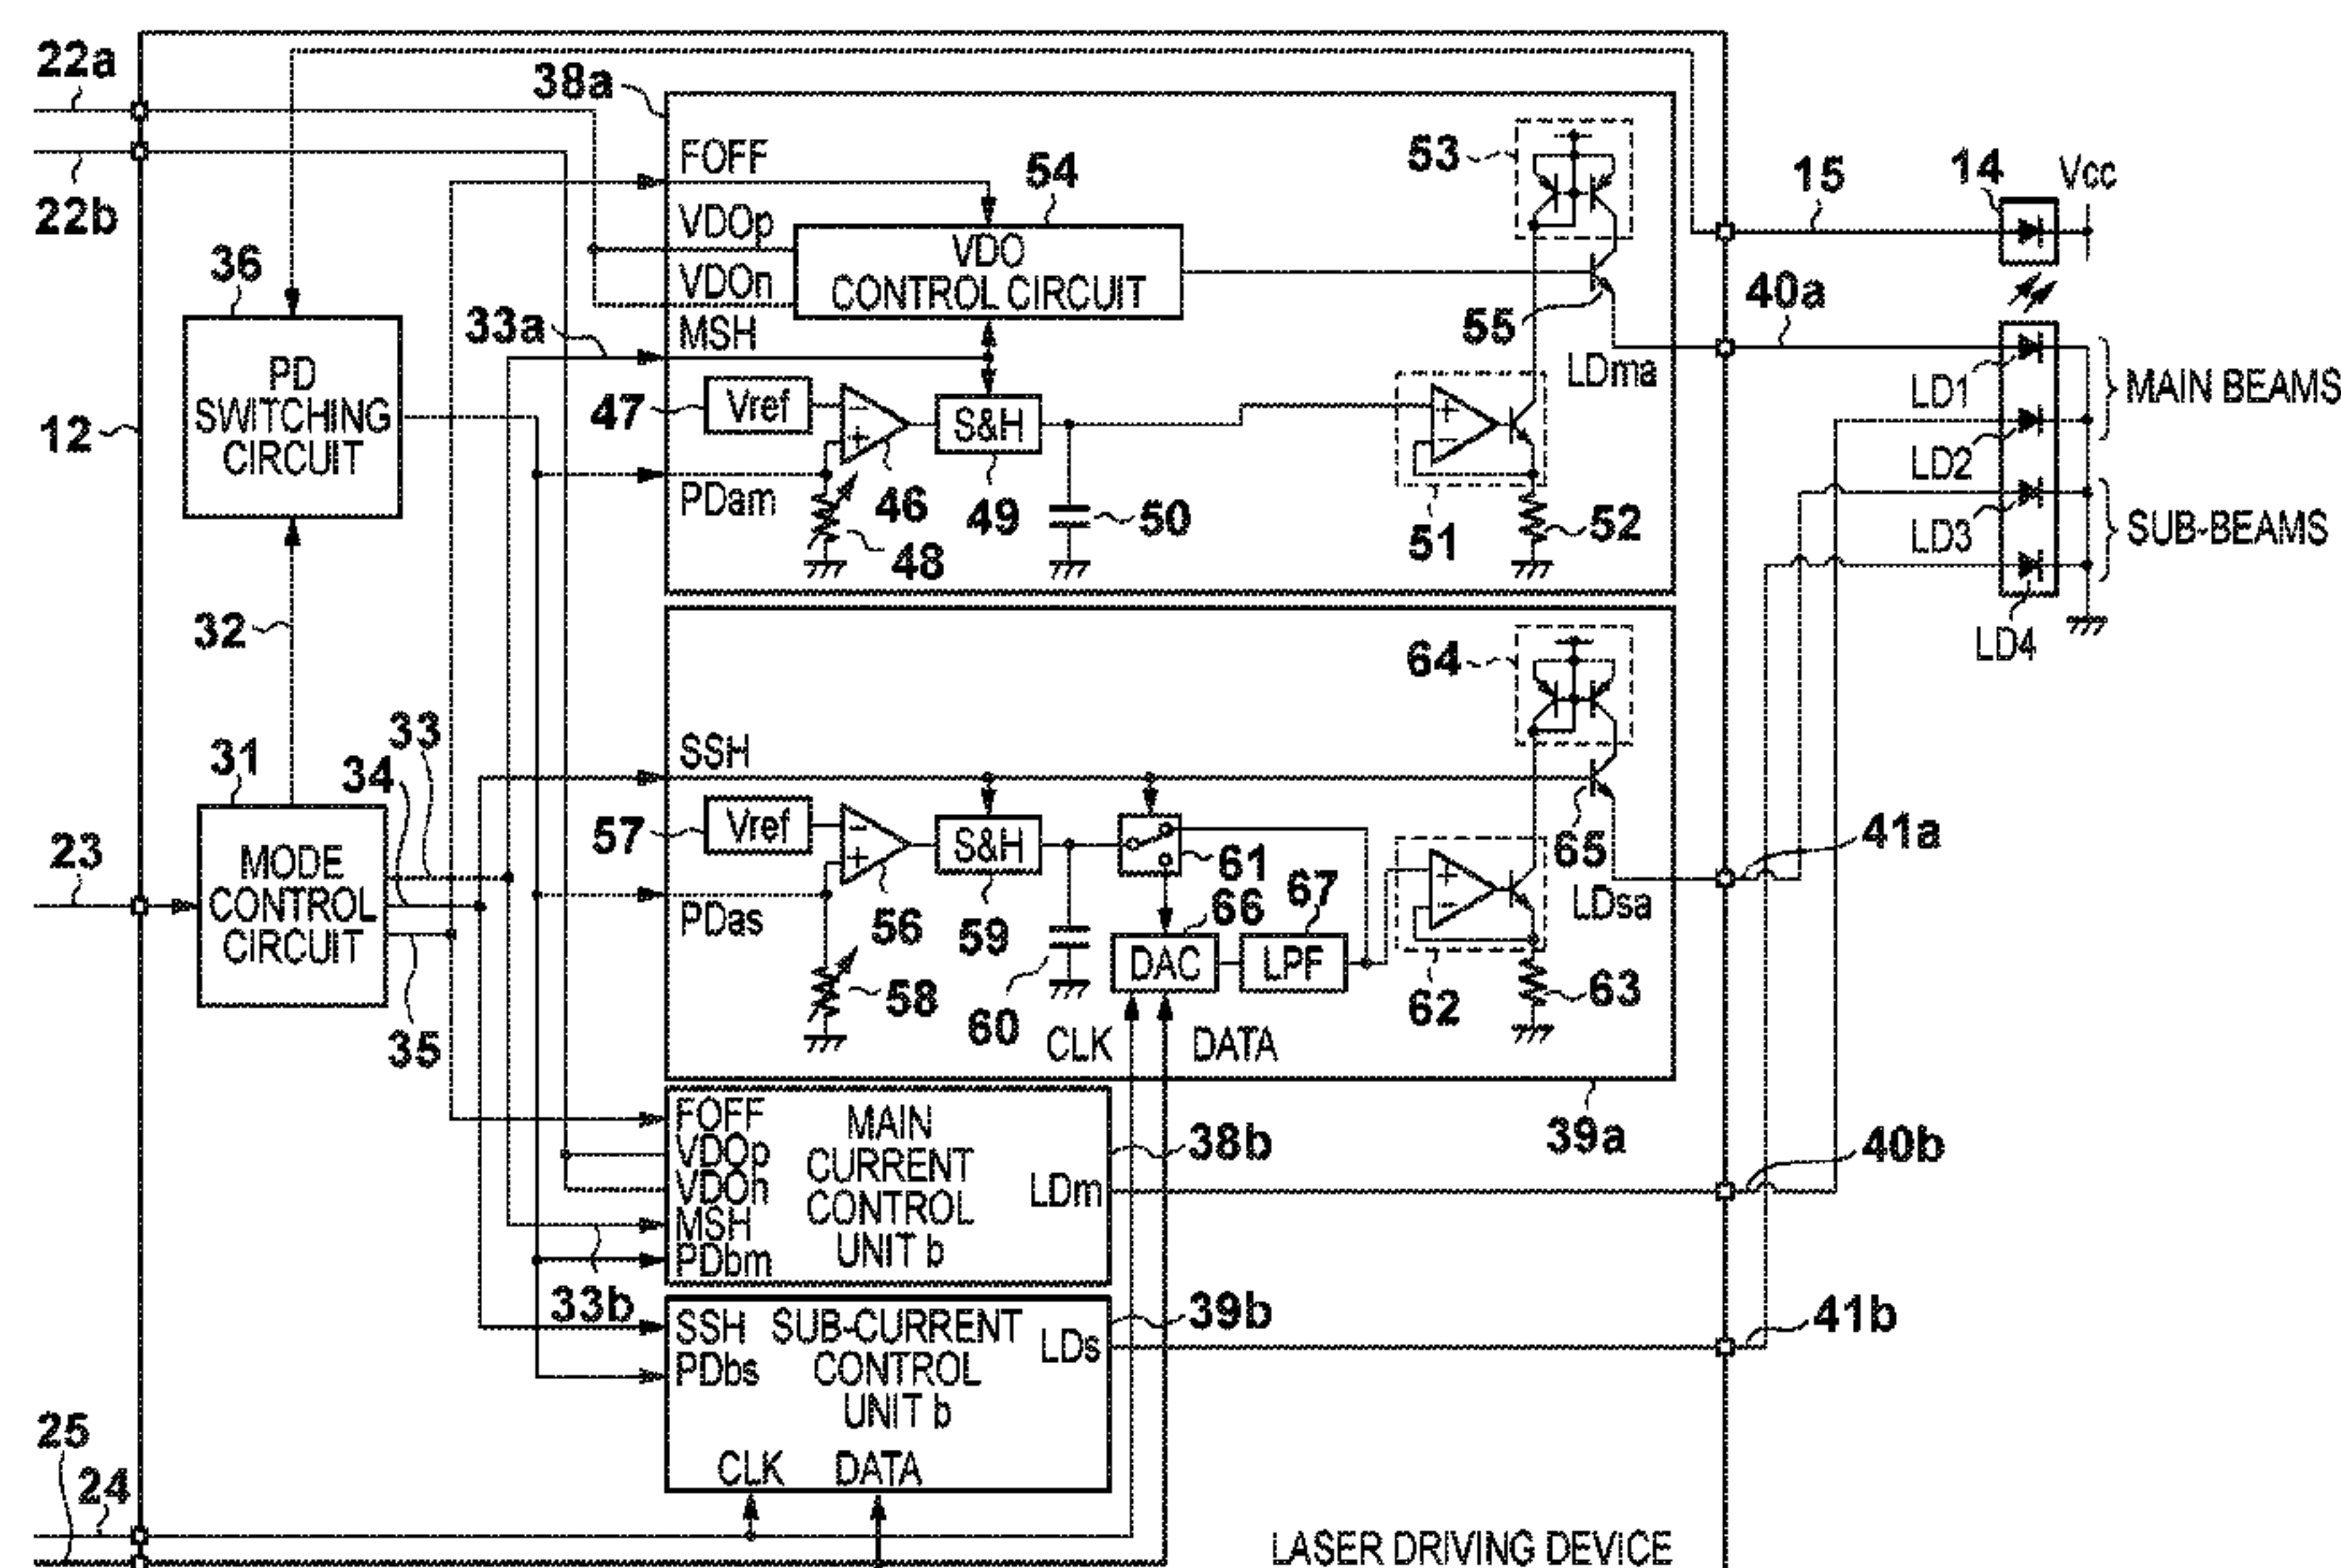 22a
22b
38a
FOFF
VDOp
VDOn
MSH
33a
54
VDO
CONTROL CIRCUIT
53
55
LDma
36
PD
SWITCHING
CIRCUIT
12
47
Vref
-
+
46
S&H
49
50
48
PDam
+
-
51
52
15
14
Vcc
40a
LD1
LD2
LD3
LD4
MAIN BEAMS
SUB-BEAMS
32
31
MODE
CONTROL
CIRCUIT
33
34
35
23
SSH
57
Vref
-
+
56
S&H
59
60
58
PDas
61
66
DAC
67
LPF
CLK
DATA
+
-
62
63
64
65
LDsa
41a
39a
FOFF
VDOp
VDOn
MSH
PDbm
MAIN
CURRENT
CONTROL
UNIT b
LDm
38b
40b
33b
SSH
PDbs
SUB-CURRENT
CONTROL
UNIT b
LDs
39b
41b
CLK
DATA
25
24
LASER DRIVING DEVICE